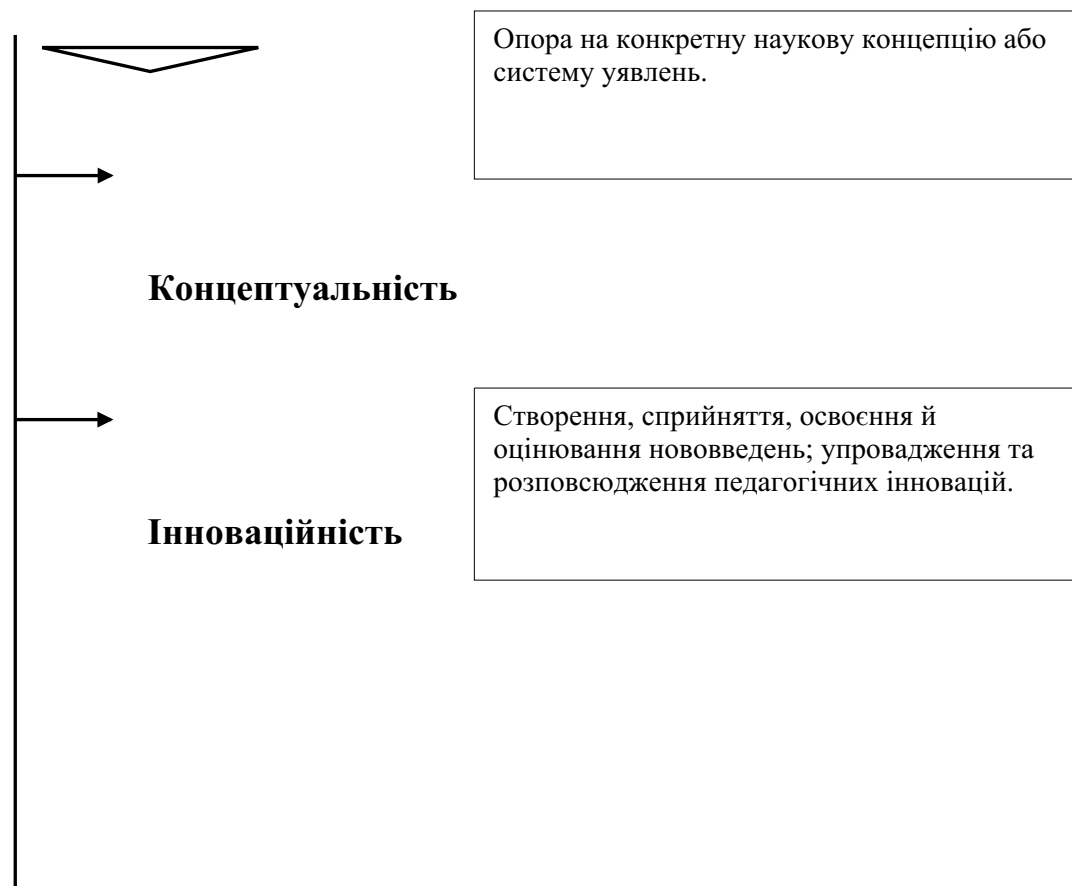 Опора на конкретну наукову концепцію або
систему уявлень.
Концептуальність
Створення, сприйняття, освоєння й
оцінювання нововведень; упровадження та
розповсюдження педагогічних інновацій.
Інноваційність